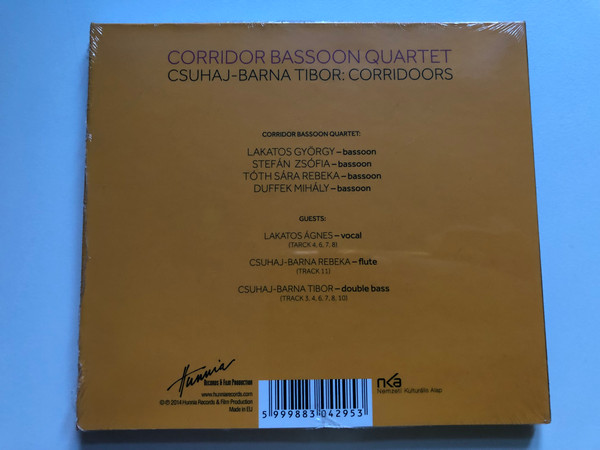 CORRIDOR BASSOON QUARTET
CSUHAJ-BARNA TIBOR: CORRIDOORS
CORRIDOR BASSOON QUARTET:
LAKATOS GYÖRGY – bassoon
STEFÁN ZSÓFIA – bassoon
TÓTH SÁRA REBEKA – bassoon
DUFFEK MIHÁLY – bassoon
GUESTS:
LAKATOS ÁGNES – vocal
(TARCK 4, 6, 7, 8)
CSUHAJ-BARNA REBEKA – flute
(TRACK 11)
CSUHAJ-BARNA TIBOR – double bass
(TRACK 3, 4, 6, 7, 8, 10)
Hunnia
RECORDS & FILM PRODUCTION
www.hunniarecords.com
℗ © 2014 Hunnia Records & Film Production
Made in EU
5 999883 042953
nka
Nemzeti Kulturális Alap